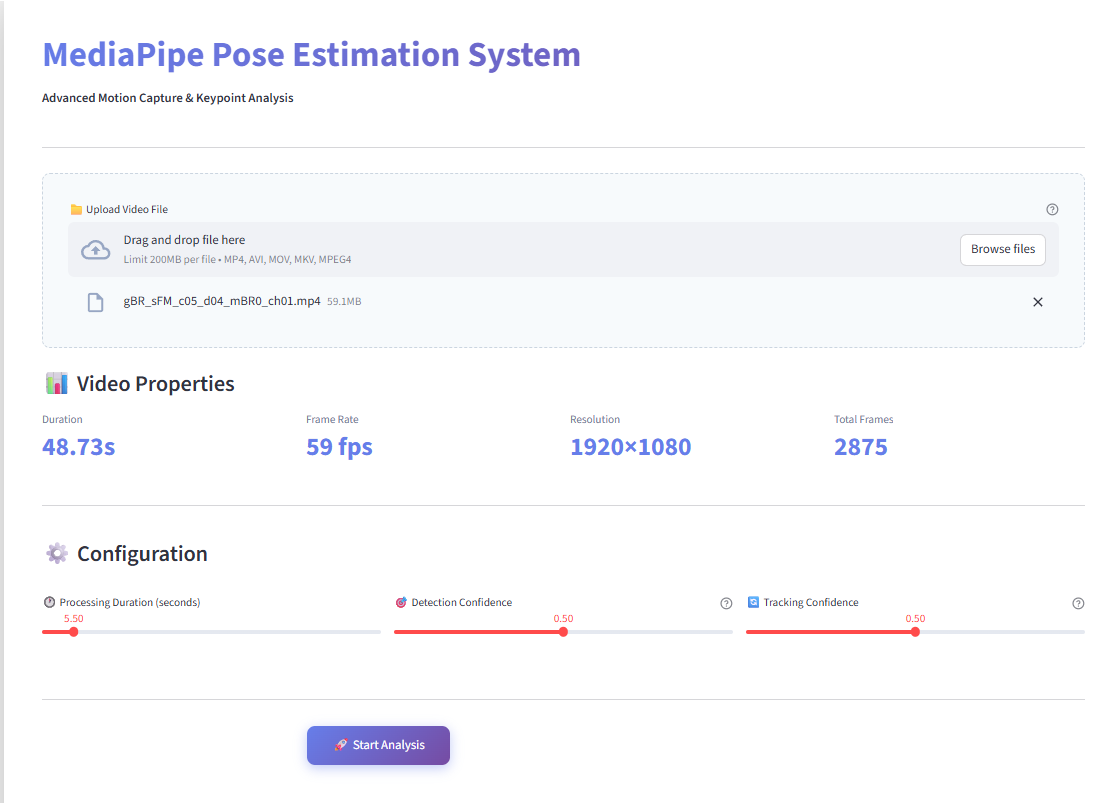 MediaPipe Pose Estimation System
Advanced Motion Capture & Keypoint Analysis
Upload Video File
Drag and drop file here
Limit 200MB per file • MP4, AVI, MOV, MKV, MPEG4
Browse files
gBR_sFM_c05_d04_mBR0_ch01.mp4 59.1MB
Video Properties
Duration Frame Rate Resolution Total Frames
48.73s 59 fps 1920×1080 2875
Configuration
Processing Duration (seconds) Detection Confidence Tracking Confidence
5.50 0.50 0.50
Start Analysis